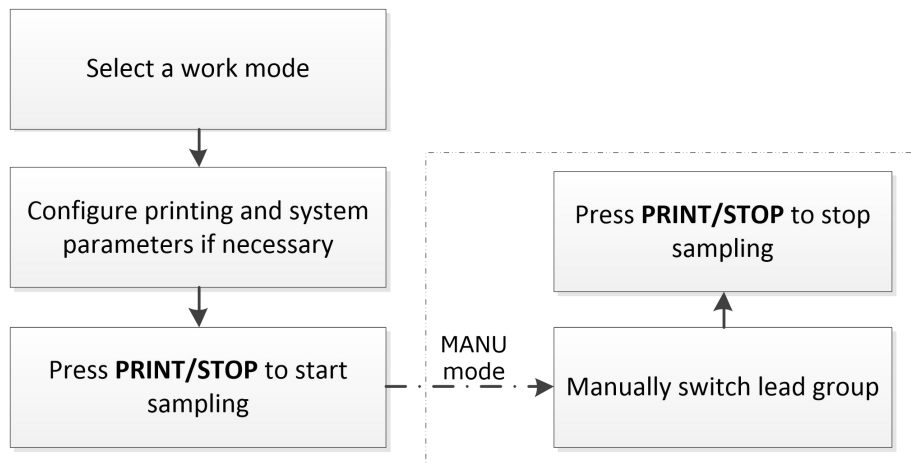 Select a work mode
Configure printing and system
parameters if necessary
Press PRINT/STOP to start
sampling
MANU
mode
Manually switch lead group
Press PRINT/STOP to stop
sampling